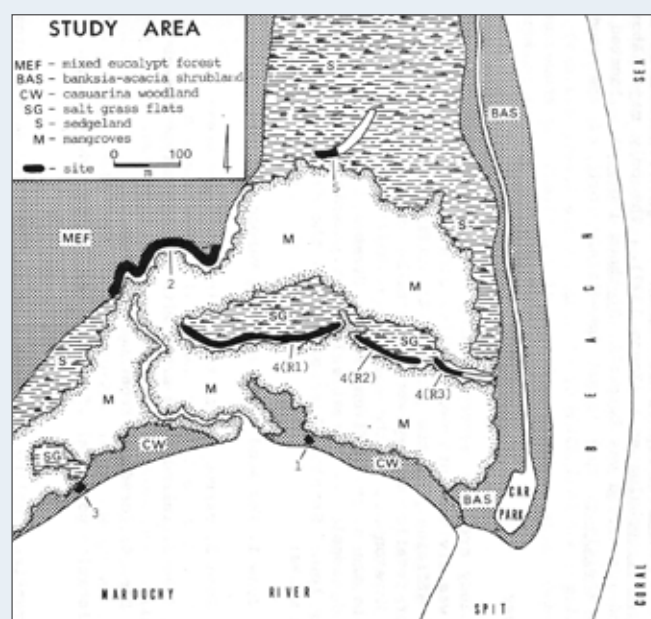 STUDY AREA
MEF - mixed eucalypt forest
BAS - banksia-acacia shrubland
CW - casuarina woodland
SG - salt grass flats
S - sedgeland
M - mangroves
0 100
m
- site
S
BAS
SEA
5
MEF
M
S
2
M
SG
SG
BEACH
S
4(R1)
4(R2)
4(R3)
M
M
M
CW
1
CW
SG
BAS
CAR
PARK
3
MAROUCHY
RIVER
SPIT
CORAL